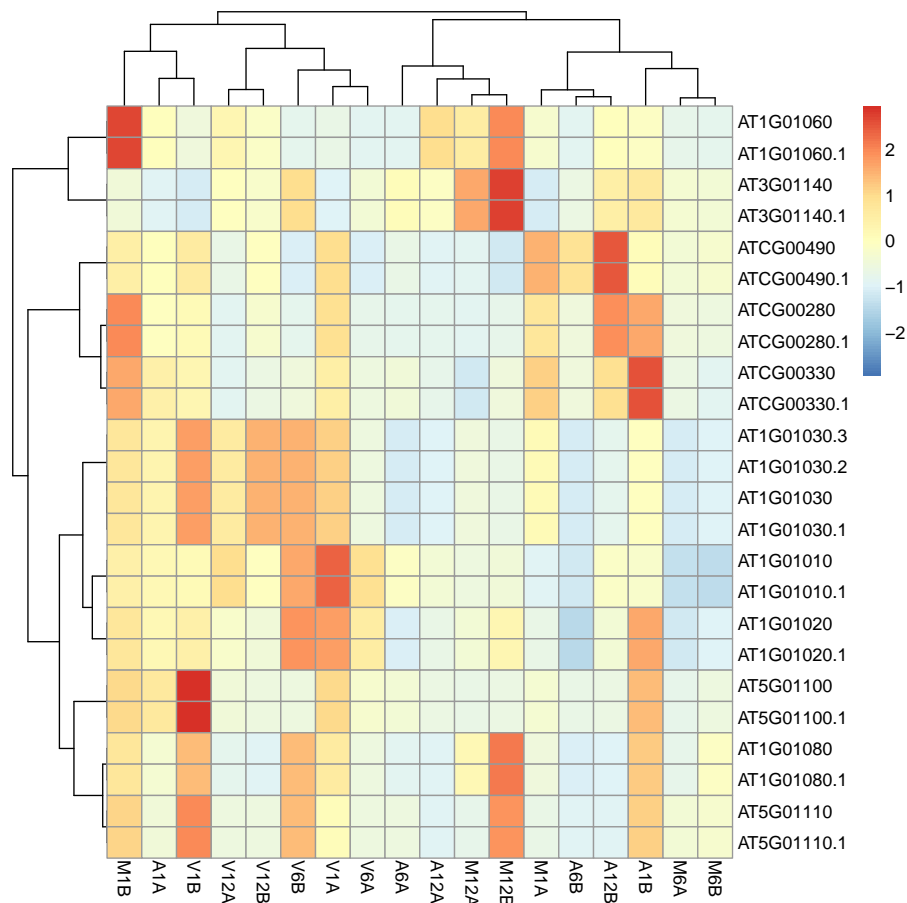 AT1G01060
AT1G01060.1
AT3G01140
AT3G01140.1
ATCG00490
ATCG00490.1
ATCG00280
ATCG00280.1
ATCG00330
ATCG00330.1
AT1G01030.3
AT1G01030.2
AT1G01030
AT1G01030.1
AT1G01010
AT1G01010.1
AT1G01020
AT1G01020.1
AT5G01100
AT5G01100.1
AT1G01080
AT1G01080.1
AT5G01110
AT5G01110.1
2
1
0
−1
−2
M1B A1A V1B V12A V12B V6B V1A V6A A6A A12A M12A M12B M1A A6B A12B A1B M6A M6B